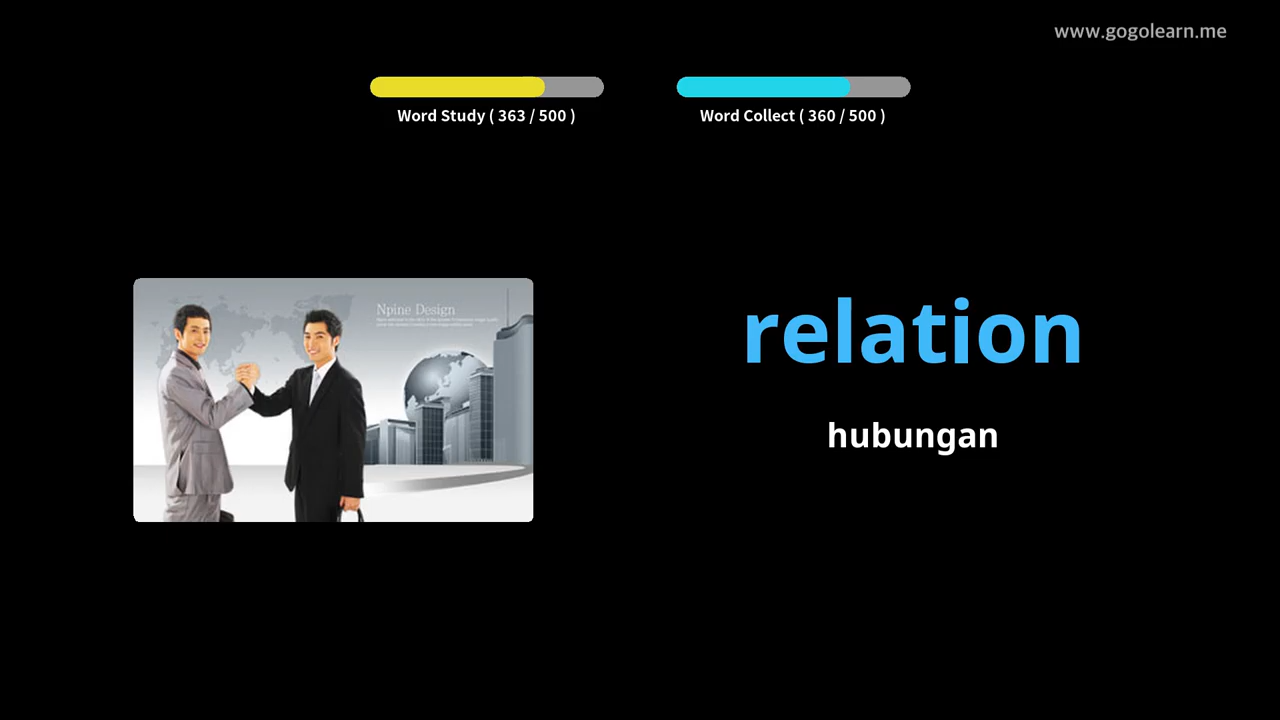 www.gogolearn.me
Word Study ( 363 / 500 )
Word Collect ( 360 / 500 )
Npine Design
relation
hubungan